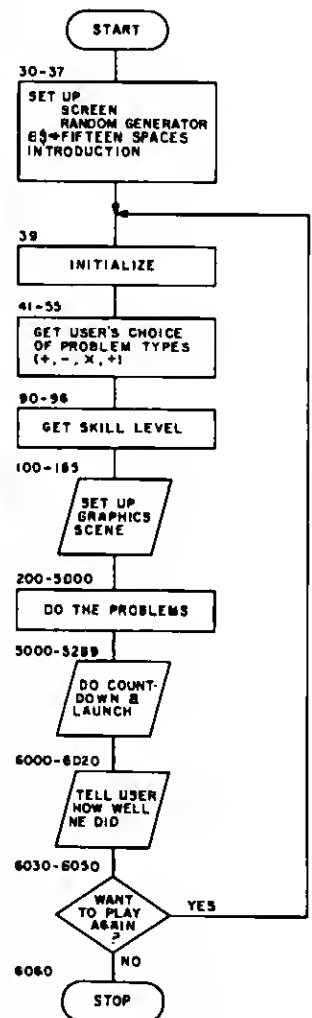 START
30-37
SET UP
SCREEN
RANDOM GENERATOR
B$=FIFTEEN SPACES
INTRODUCTION
39
INITIALIZE
41-55
GET USER'S CHOICE
OF PROBLEM TYPES
(+, -, X, ÷)
90-96
GET SKILL LEVEL
100-165
SET UP
GRAPHICS
SCENE
200-5000
DO THE PROBLEMS
5000-5289
DO COUNT-
DOWN &
LAUNCH
6000-6020
TELL USER
HOW WELL
HE DID
6030-6050
WANT
TO PLAY
AGAIN
?
YES
NO
6060
STOP